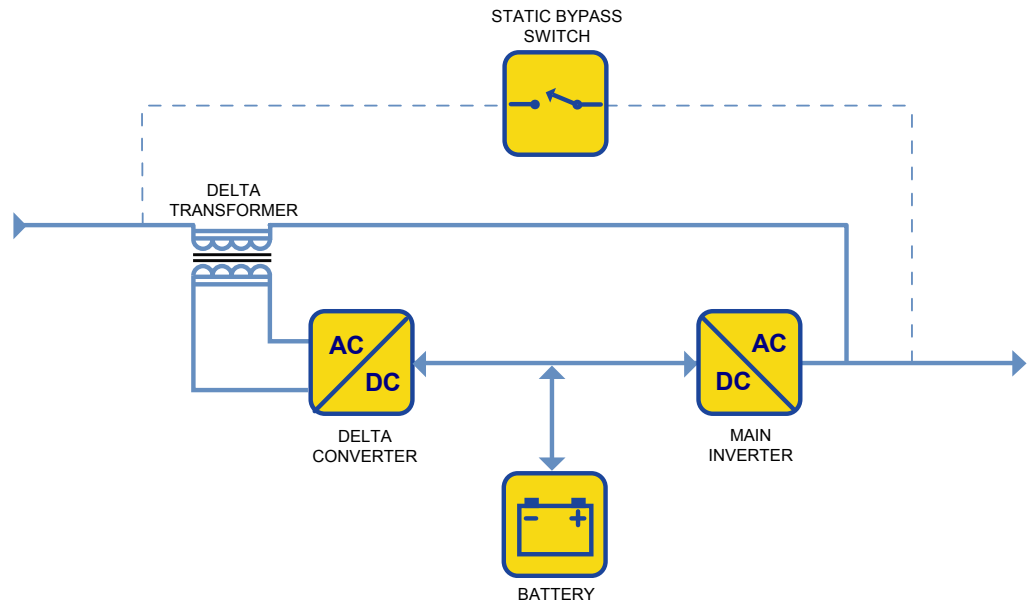 STATIC BYPASS
SWITCH
DELTA
TRANSFORMER
AC
DC
AC
DC
DELTA
CONVERTER
MAIN
INVERTER
- +
BATTERY